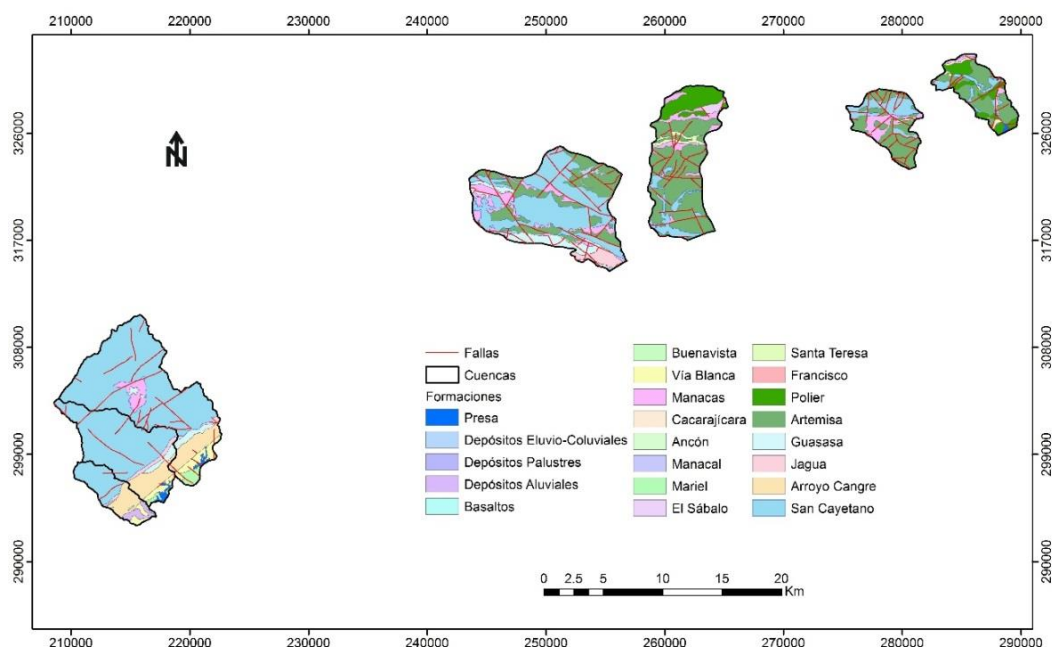 210000 220000 230000 240000 250000 260000 270000 280000 290000
326000 326000
317000 317000
308000 308000
299000 299000
290000 290000
N
Fallas
Cuencas
Formaciones
Presa
Depósitos Eluvio-Coluviales
Depósitos Palustres
Depósitos Aluviales
Basaltos
Buenavista
Vía Blanca
Manacas
Cacarajícara
Ancón
Manacal
Mariel
El Sábalo
Santa Teresa
Francisco
Polier
Artemisa
Guasasa
Jagua
Arroyo Cangre
San Cayetano
0 2.5 5 10 15 20
Km
210000 220000 230000 240000 250000 260000 270000 280000 290000